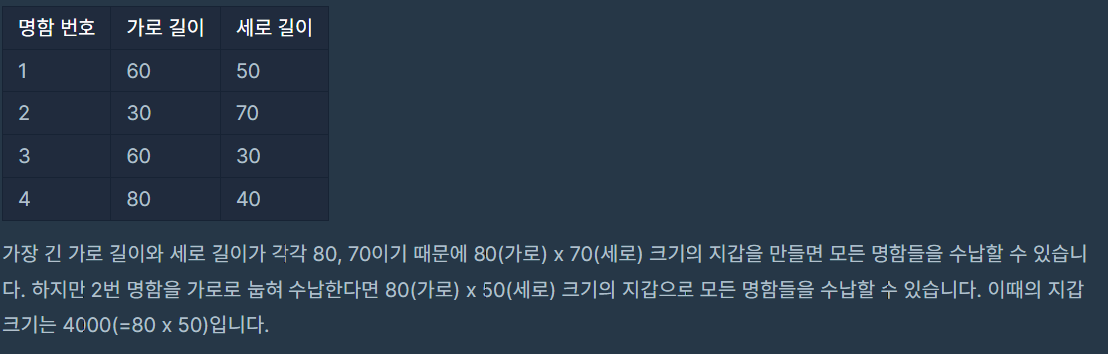 명함 번호 가로 길이 세로 길이
1 60 50
2 30 70
3 60 30
4 80 40
가장 긴 가로 길이와 세로 길이가 각각 80, 70이기 때문에 80(가로) x 70(세로) 크기의 지갑을 만들면 모든 명함들을 수납할 수 있습니
다. 하지만 2번 명함을 가로로 눕혀 수납한다면 80(가로) x 50(세로) 크기의 지갑으로 모든 명함들을 수납할 수 있습니다. 이때의 지갑
크기는 4000(=80 x 50)입니다.